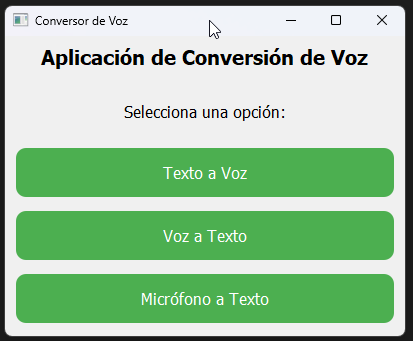 Conversor de Voz
Aplicación de Conversión de Voz
Selecciona una opción:
Texto a Voz
Voz a Texto
Micrófono a Texto